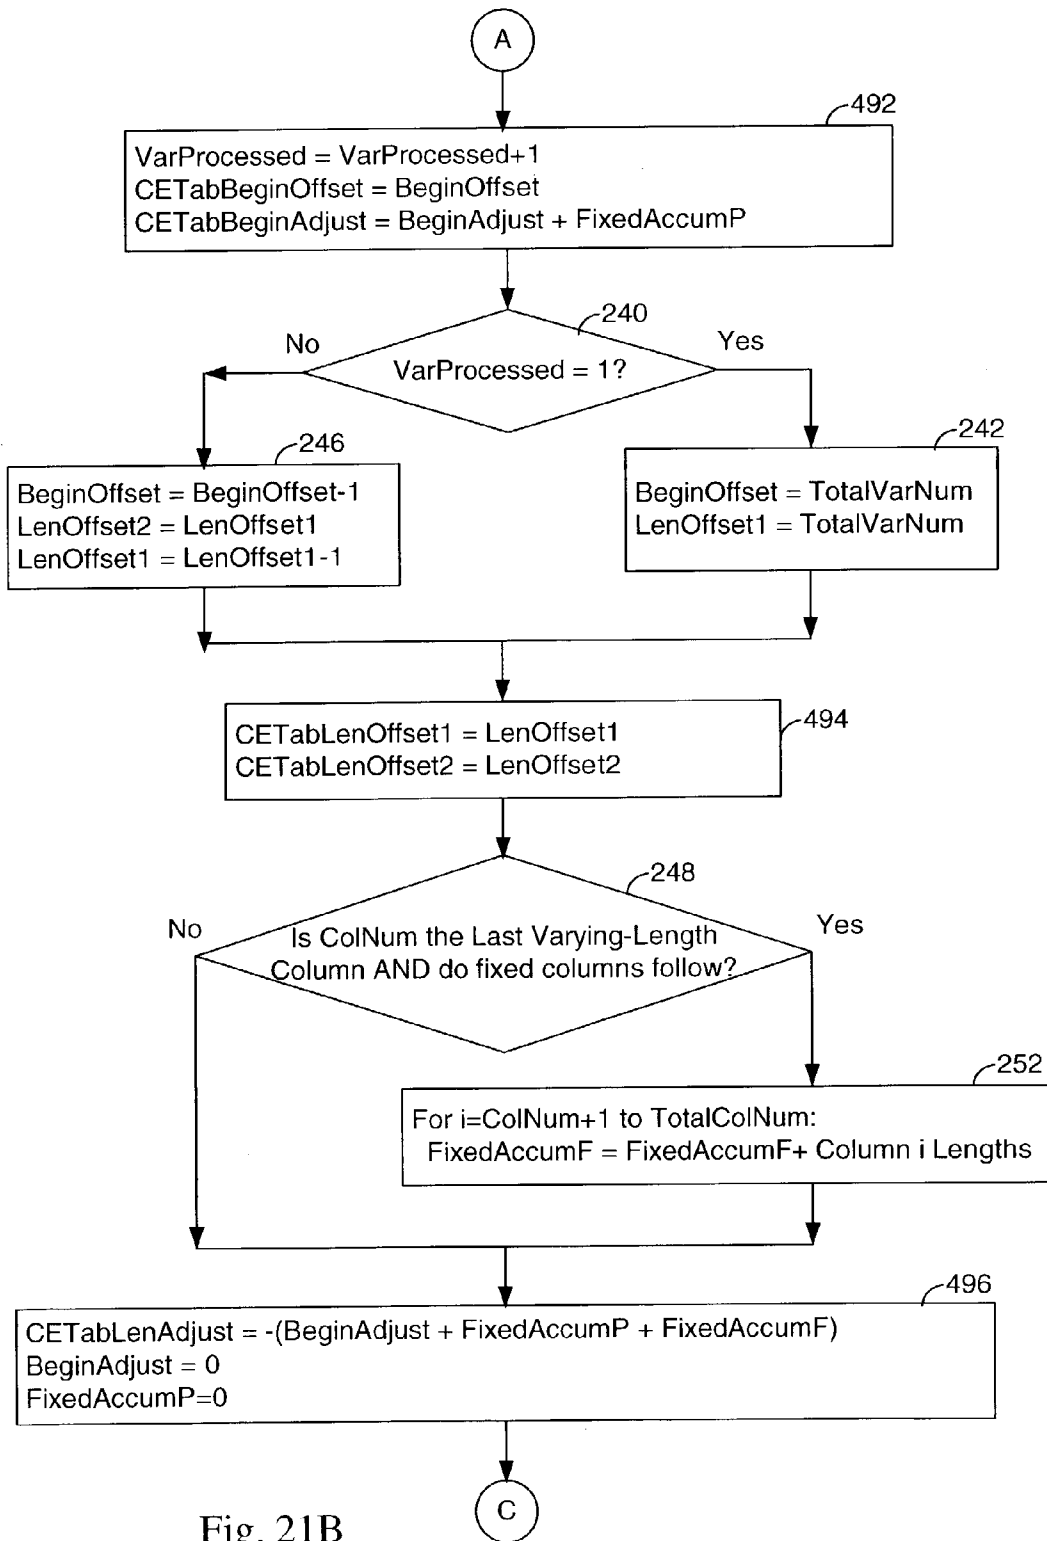 A
492
VarProcessed = VarProcessed+1
CETabBeginOffset = BeginOffset
CETabBeginAdjust = BeginAdjust + FixedAccumP
240
No
Yes
VarProcessed = 1?
246
BeginOffset = BeginOffset-1
LenOffset2 = LenOffset1
LenOffset1 = LenOffset1-1
242
BeginOffset = TotalVarNum
LenOffset1 = TotalVarNum
494
CETabLenOffset1 = LenOffset1
CETabLenOffset2 = LenOffset2
248
No
Yes
Is ColNum the Last Varying-Length
Column AND do fixed columns follow?
252
For i=ColNum+1 to TotalColNum:
FixedAccumF = FixedAccumF+ Column i Lengths
496
CETabLenAdjust = -(BeginAdjust + FixedAccumP + FixedAccumF)
BeginAdjust = 0
FixedAccumP=0
C
Fig. 21B